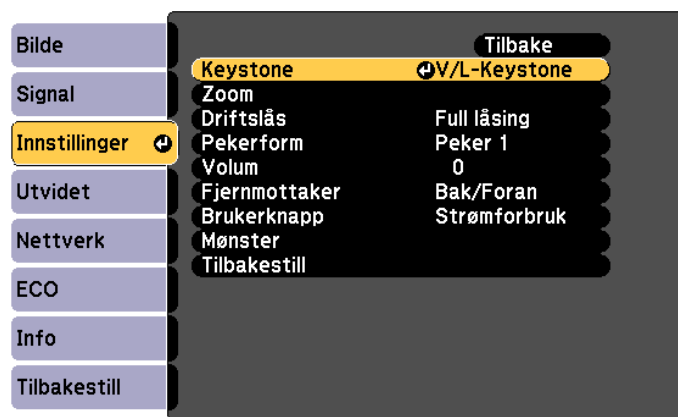 Bilde
Signal
Innstillinger
Utvidet
Nettverk
ECO
Info
Tilbakestill
Tilbake
Keystone V/L-Keystone
Zoom
Driftslås Full låsing
Pekerform Peker 1
Volum 0
Fjernmottaker Bak/Foran
Brukerknapp Strømforbruk
Mønster
Tilbakestill